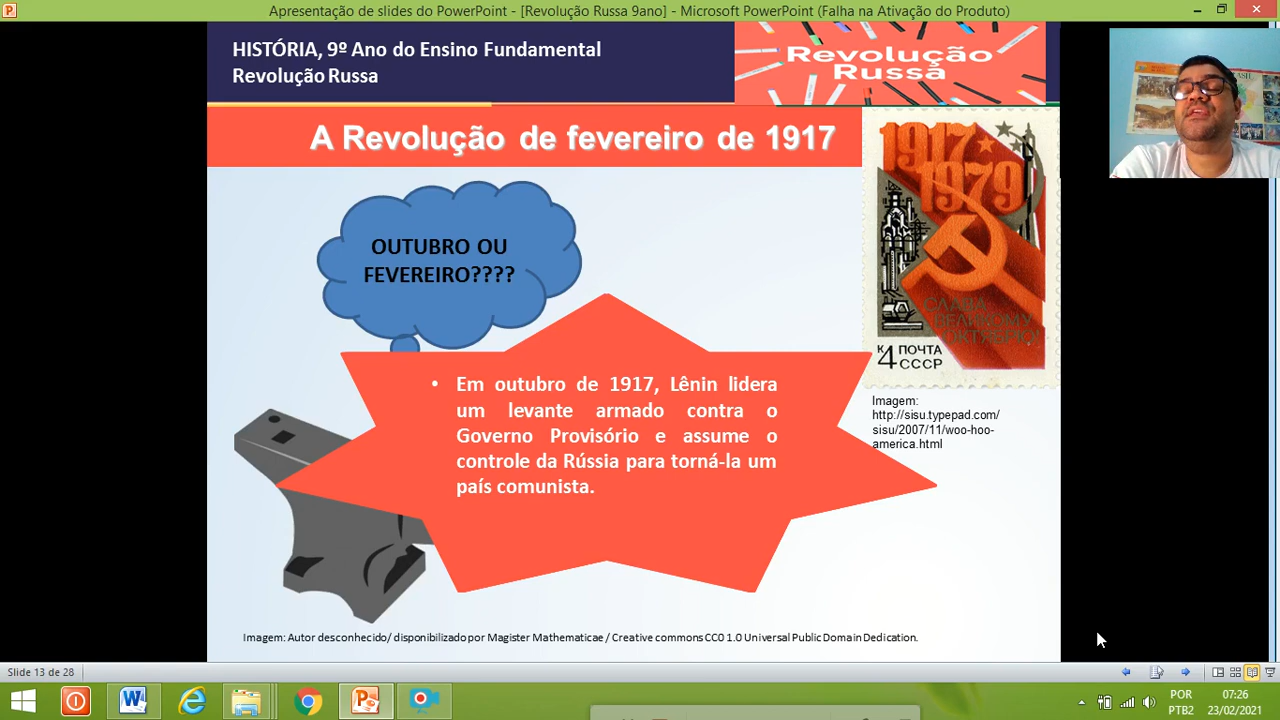 Apresentação de slides do PowerPoint - [Revolução Russa 9ano] - Microsoft PowerPoint (Falha na Ativação do Produto)
HISTÓRIA, 9º Ano do Ensino Fundamental
Revolução Russa
Revolução
Russa
A Revolução de fevereiro de 1917
1917
1979
OUTUBRO OU
FEVEREIRO????
СЛАВА
ВЕЛИКОМУ
ОКТЯБРЮ!
К 4 ПОЧТА
СССР
• Em outubro de 1917, Lênin lidera
um levante armado contra o
Governo Provisório e assume o
controle da Rússia para torná-la um
país comunista.
Imagem:
http://sisu.typepad.com/
sisu/2007/11/woo-hoo-
america.html
Imagem: Autor desconhecido/ disponibilizado por Magister Mathematicae / Creative commons CC0 1.0 Universal Public Domain Dedication.
Slide 13 de 28
POR
PTB2
07:26
23/02/2021